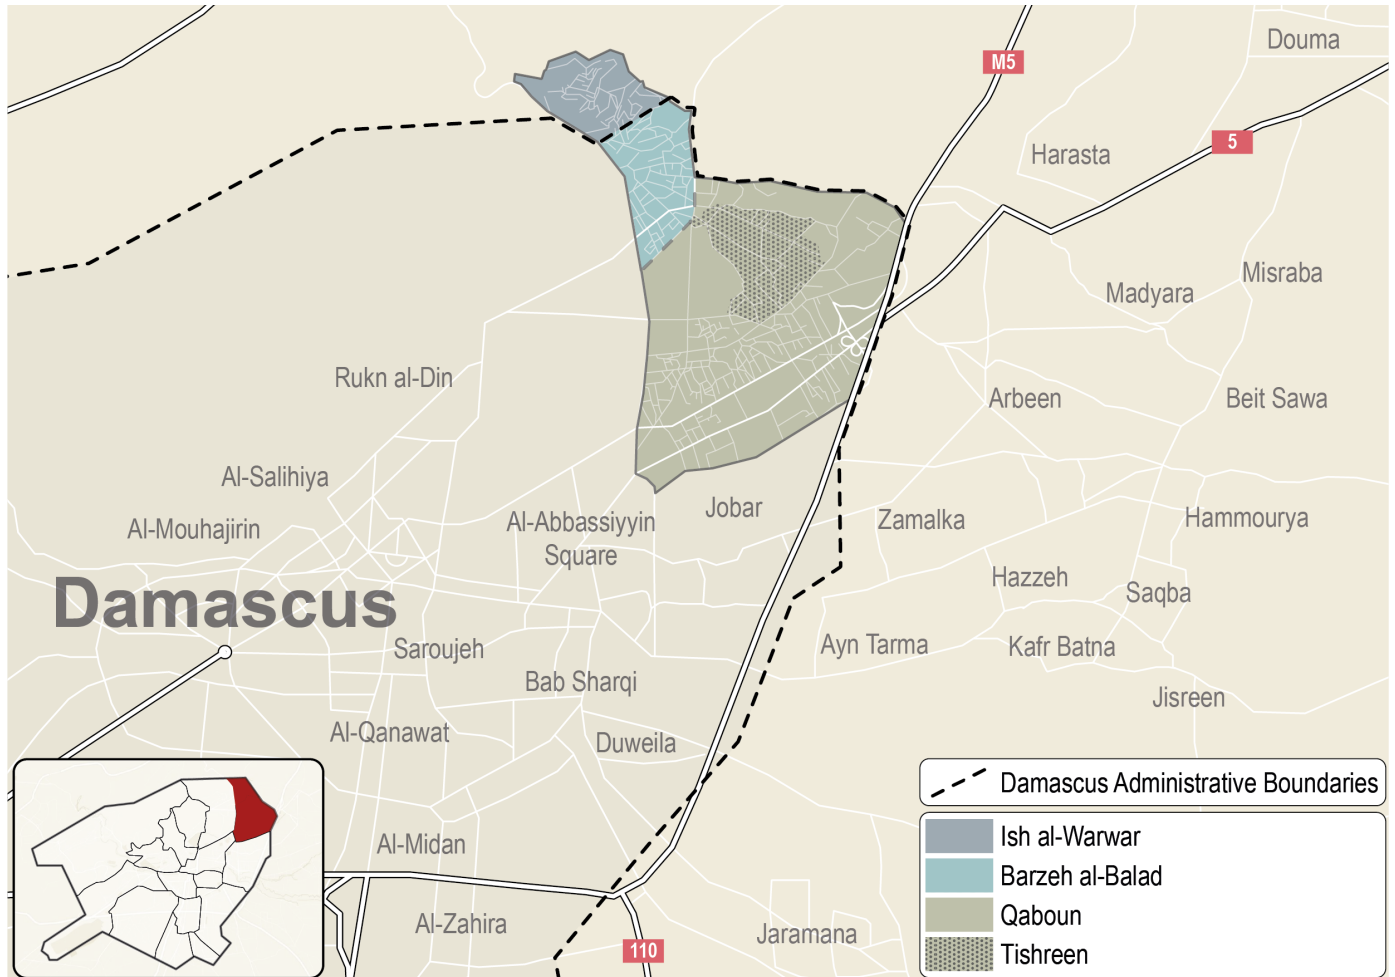 Douma
M5
5
Harasta
Misraba
Madyara
Rukn al-Din
Arbeen
Beit Sawa
Al-Salihiya
Jobar
Al-Mouhajirin
Al-Abbassiyyin
Square
Zamalka
Hammourya
Hazzeh
Saqba
Damascus
Saroujeh
Ayn Tarma
Kafr Batna
Bab Sharqi
Jisreen
Al-Qanawat
Duweila
Al-Midan
Al-Zahira
110
Jaramana
Damascus Administrative Boundaries
Ish al-Warwar
Barzeh al-Balad
Qaboun
Tishreen